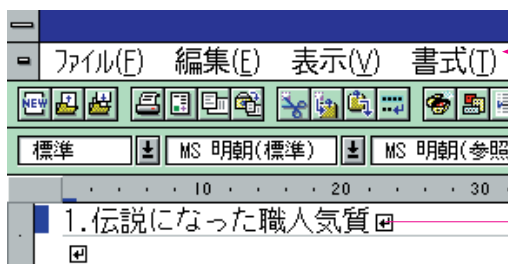 ファイル(F) 編集(E) 表示(V) 書式(T)
NEW
標準 MS 明朝(標準) MS 明朝(参照
10 20 30
1.伝説になった職人気質